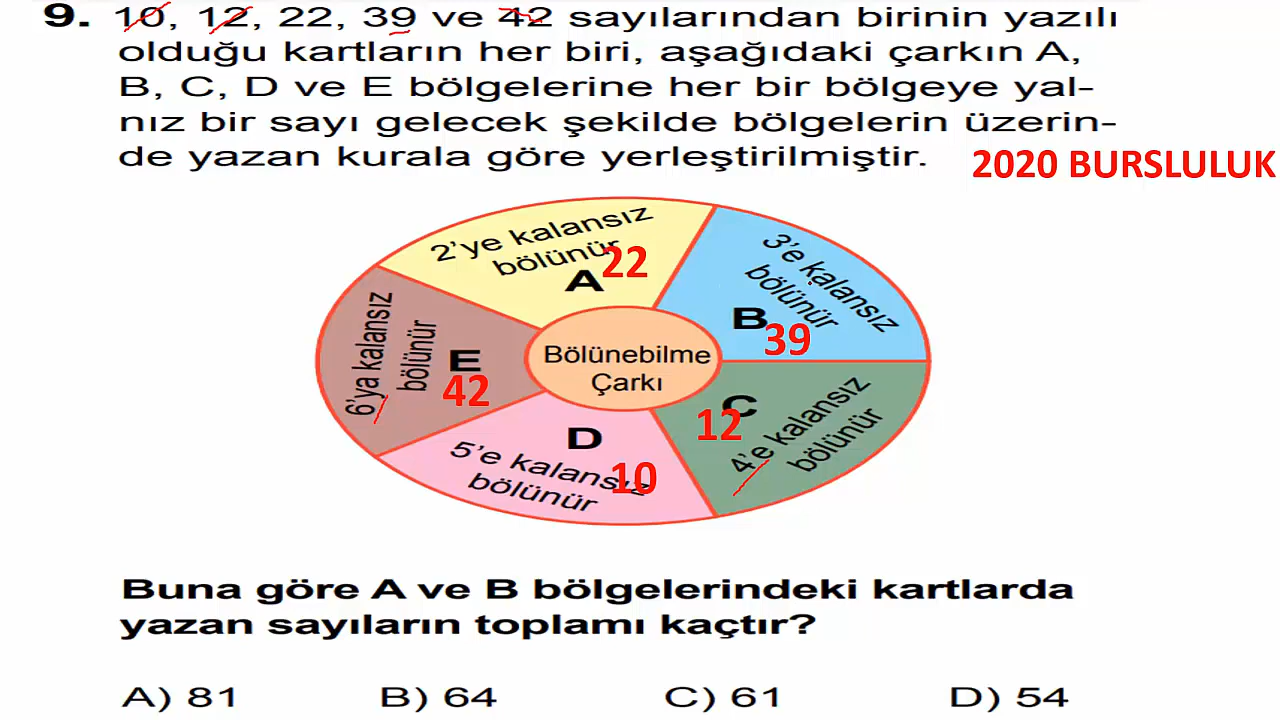 9. 10, 12, 22, 39 ve 42 sayılarından birinin yazılı
olduğu kartların her biri, aşağıdaki çarkın A,
B, C, D ve E bölgelerine her bir bölgeye yal-
nız bir sayı gelecek şekilde bölgelerin üzerin-
de yazan kurala göre yerleştirilmiştir.
2020 BURSLULUK
2'ye kalansız
bölünür
A 22
3'e kalansız
bölünür
B 39
6'ya kalansız
bölünür
E 42
Bölünebilme
Çarkı
C 12
4'e kalansız
bölünür
D 10
5'e kalansız
bölünür
Buna göre A ve B bölgelerindeki kartlarda
yazan sayıların toplamı kaçtır?
A) 81 B) 64 C) 61 D) 54